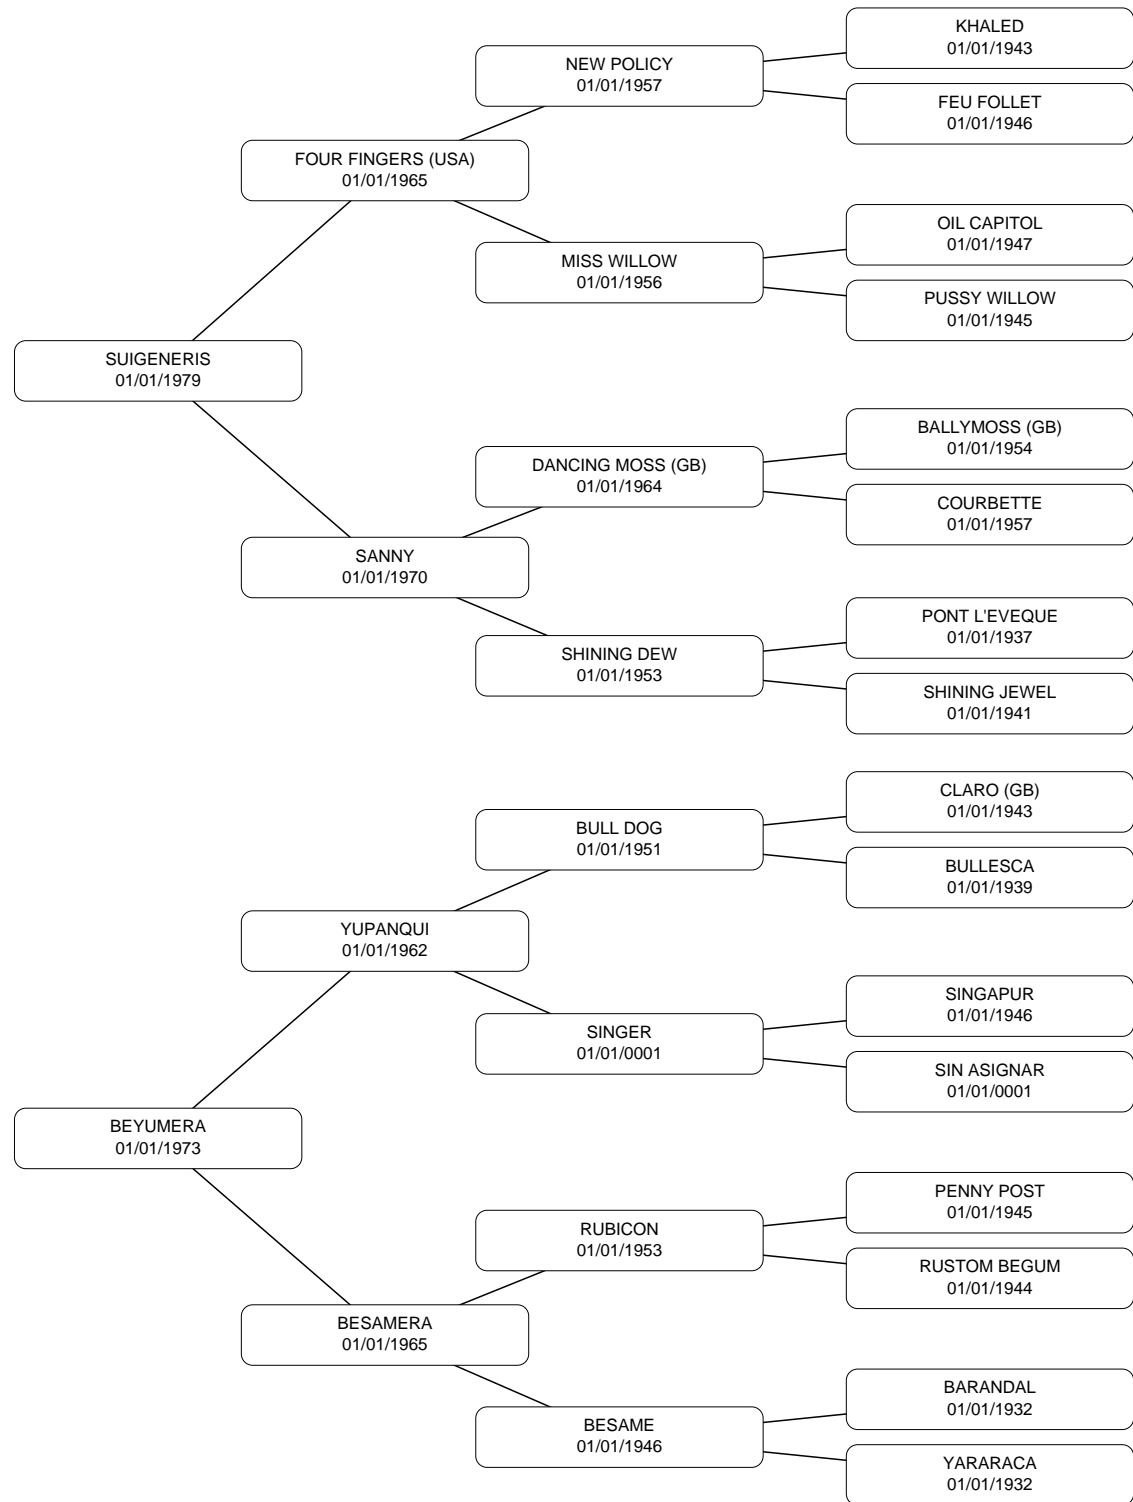 KHALED
01/01/1943
NEW POLICY
01/01/1957
FEU FOLLET
01/01/1946
FOUR FINGERS (USA)
01/01/1965
OIL CAPITOL
01/01/1947
MISS WILLOW
01/01/1956
PUSSY WILLOW
01/01/1945
SUIGENERIS
01/01/1979
BALLYMOSS (GB)
01/01/1954
DANCING MOSS (GB)
01/01/1964
COURBETTE
01/01/1957
SANNY
01/01/1970
PONT L'EVEQUE
01/01/1937
SHINING DEW
01/01/1953
SHINING JEWEL
01/01/1941
CLARO (GB)
01/01/1943
BULL DOG
01/01/1951
BULLESCA
01/01/1939
YUPANQUI
01/01/1962
SINGAPUR
01/01/1946
SINGER
01/01/0001
SIN ASIGNAR
01/01/0001
BEYUMERA
01/01/1973
PENNY POST
01/01/1945
RUBICON
01/01/1953
RUSTOM BEGUM
01/01/1944
BESAMERA
01/01/1965
BARANDAL
01/01/1932
BESAME
01/01/1946
YARARACA
01/01/1932